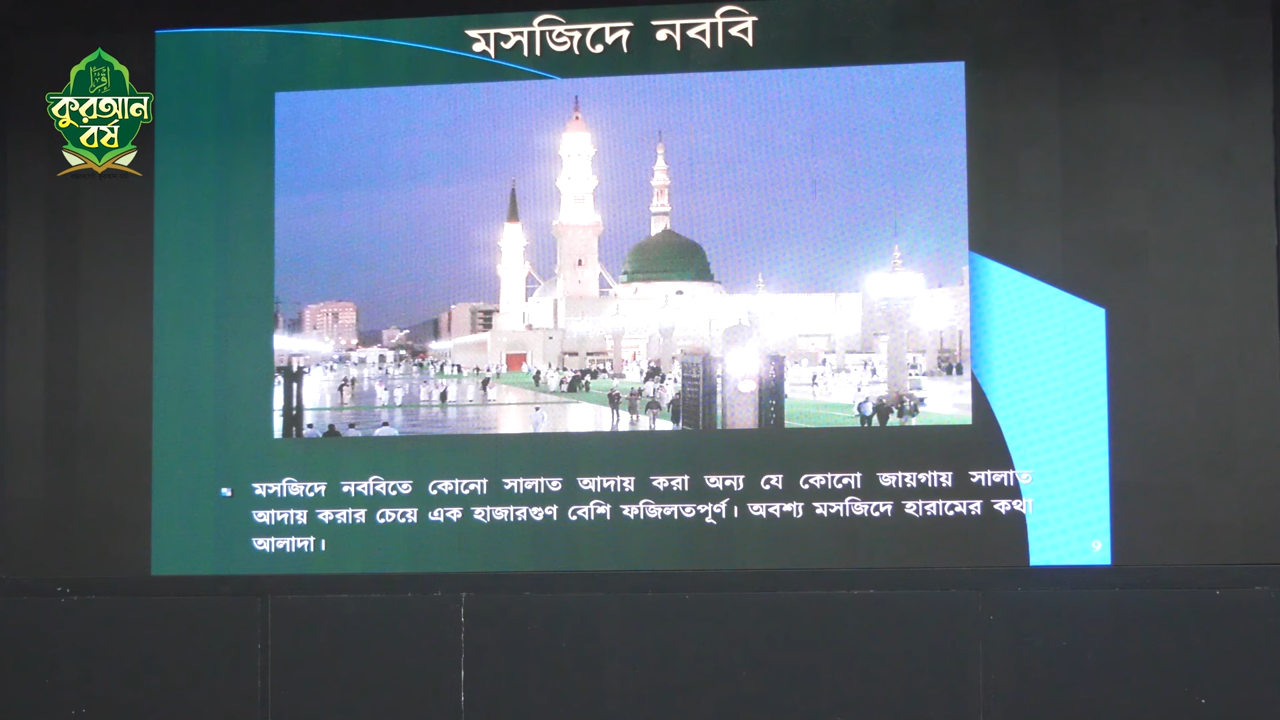 মসজিদে নববি
কুরআন
বর্ষ
মসজিদে নববিতে কোনো সালাত আদায় করা অন্য যে কোনো জায়গায় সালাত
আদায় করার চেয়ে এক হাজারগুণ বেশি ফজিলতপূর্ণ। অবশ্য মসজিদে হারামের কথা
আলাদা।
9